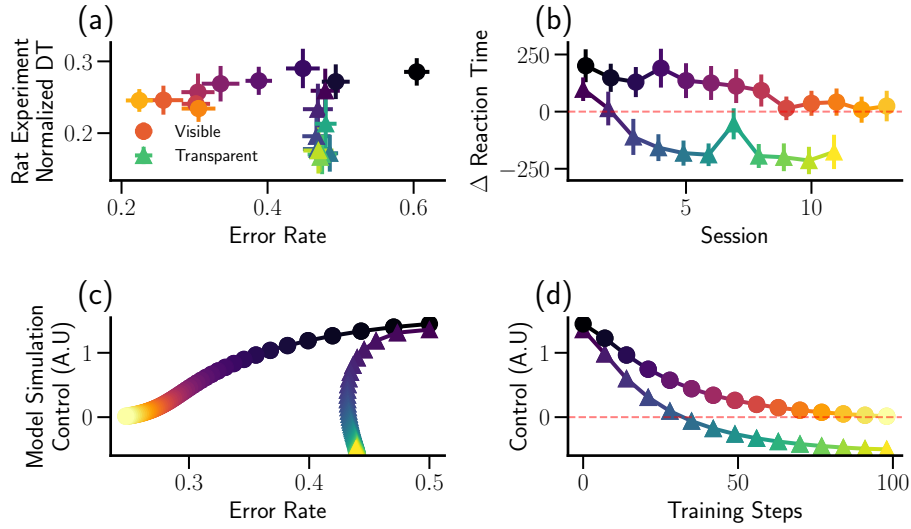 (a)
Rat Experiment
Normalized DT
0.3
0.2
Visible
Transparent
0.2
0.4
0.6
Error Rate
(b)
Δ Reaction Time
250
0
−250
5
10
Session
(c)
Model Simulation
Control (A.U)
1
0
0.3
0.4
0.5
Error Rate
(d)
Control (A.U)
1
0
0
50
100
Training Steps